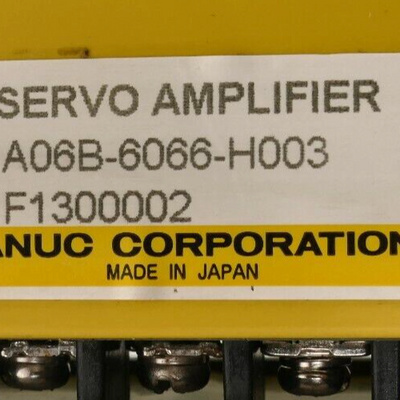 SERVO AMPLIFIER
A06B-6066-H003
F1300002
ANUC CORPORATION
MADE IN JAPAN